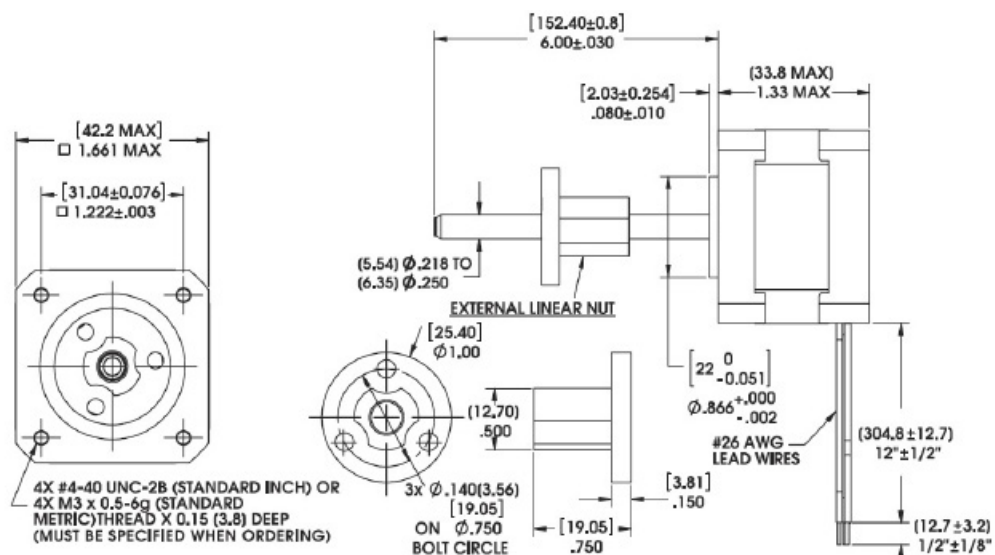 [152.40±0.8]
6.00±.030
(33.8 MAX)
1.33 MAX
[2.03±0.254]
.080±.010
[42.2 MAX]
□ 1.661 MAX
[31.04±0.076]
□ 1.222±.003
(5.54) Ø.218 TO
(6.35) Ø.250
EXTERNAL LINEAR NUT
[25.40]
Ø1.00
[22 0 -0.051]
Ø.866 +.000 -.002
(12.70)
.500
#26 AWG
LEAD WIRES
(304.8±12.7)
12"±1/2"
4X #4-40 UNC-2B (STANDARD INCH) OR
4X M3 x 0.5-6g (STANDARD
METRIC)THREAD X 0.15 (3.8) DEEP
(MUST BE SPECIFIED WHEN ORDERING)
3x Ø.140(3.56)
[19.05]
ON Ø.750
BOLT CIRCLE
[3.81]
.150
[19.05]
.750
(12.7±3.2)
1/2"±1/8"